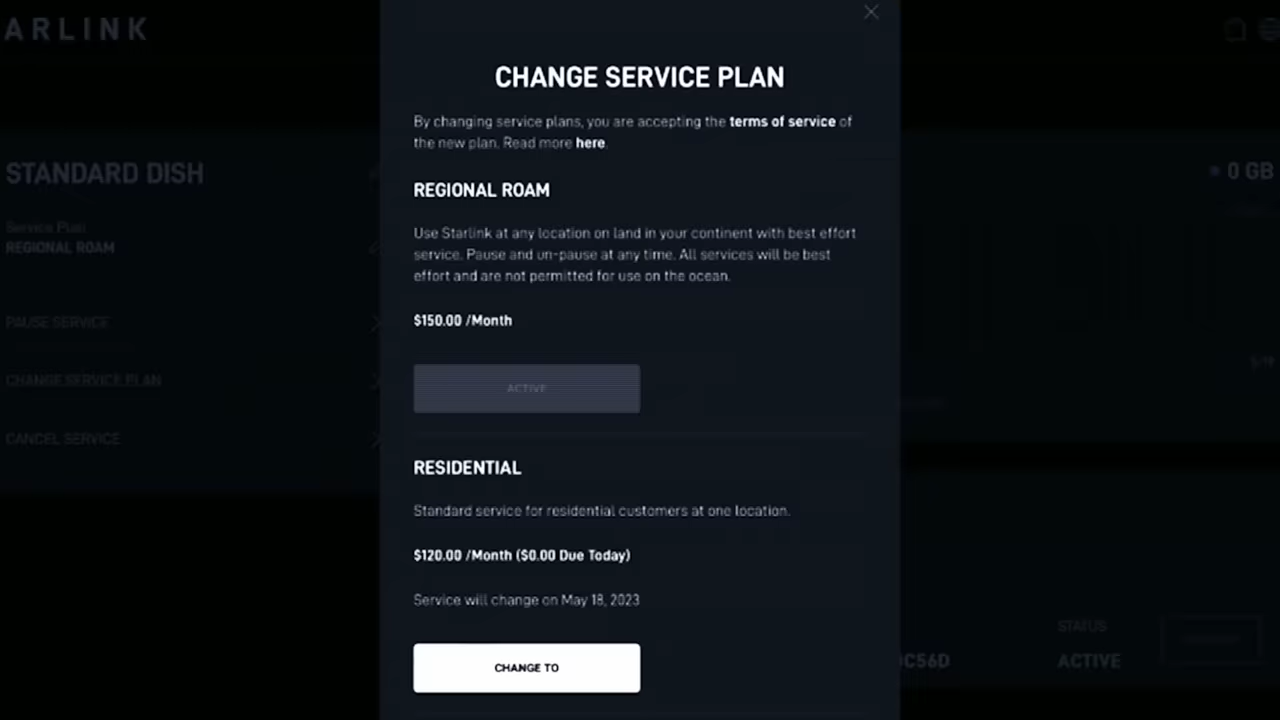 ARLINK
CHANGE SERVICE PLAN
By changing service plans, you are accepting the terms of service of
the new plan. Read more here.
STANDARD DISH
0 GB
REGIONAL ROAM
Service Plan
REGIONAL ROAM
Use Starlink at any location on land in your continent with best effort
service. Pause and un-pause at any time. All services will be best
effort and are not permitted for use on the ocean.
$150.00 /Month
PAUSE SERVICE
CHANGE SERVICE PLAN
ACTIVE
CANCEL SERVICE
RESIDENTIAL
Standard service for residential customers at one location.
$120.00 /Month ($0.00 Due Today)
Service will change on May 18, 2023
STATUS
CHANGE TO
C56D
ACTIVE